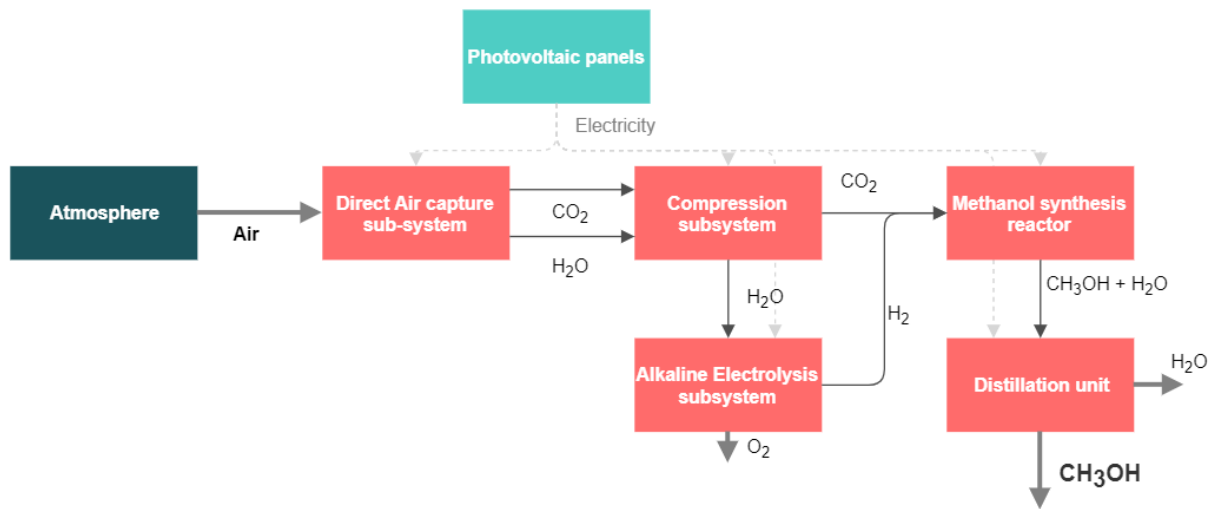 Photovoltaic panels
Electricity
Atmosphere
Air
Direct Air capture
sub-system
CO2
H2O
Compression
subsystem
CO2
Methanol synthesis
reactor
H2O
H2
CH3OH + H2O
Alkaline Electrolysis
subsystem
Distillation unit
H2O
O2
CH3OH